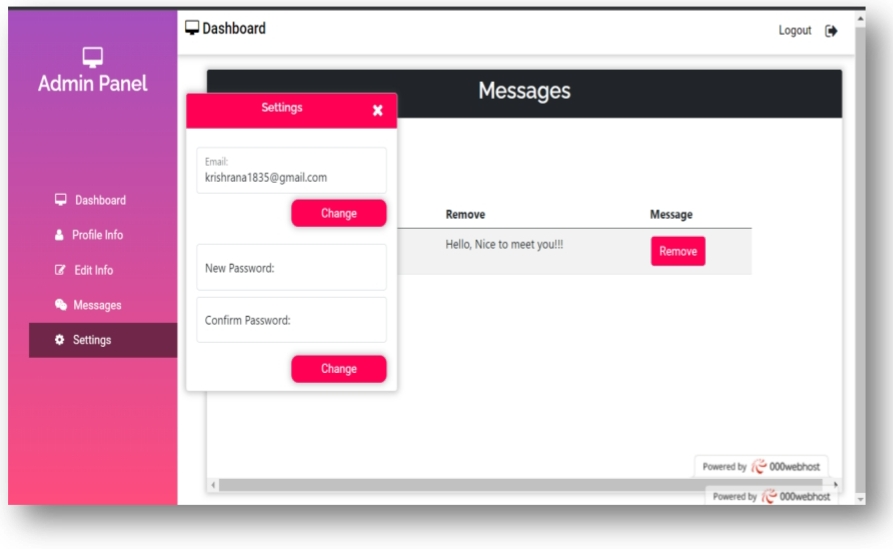 Admin Panel
Dashboard
Profile Info
Edit Info
Messages
Settings
Dashboard
Logout
Messages
Settings
Email:
krishrana1835@gmail.com
Change
New Password:
Confirm Password:
Change
Remove Message
Hello, Nice to meet you!!! Remove
Powered by 000webhost
Powered by 000webhost